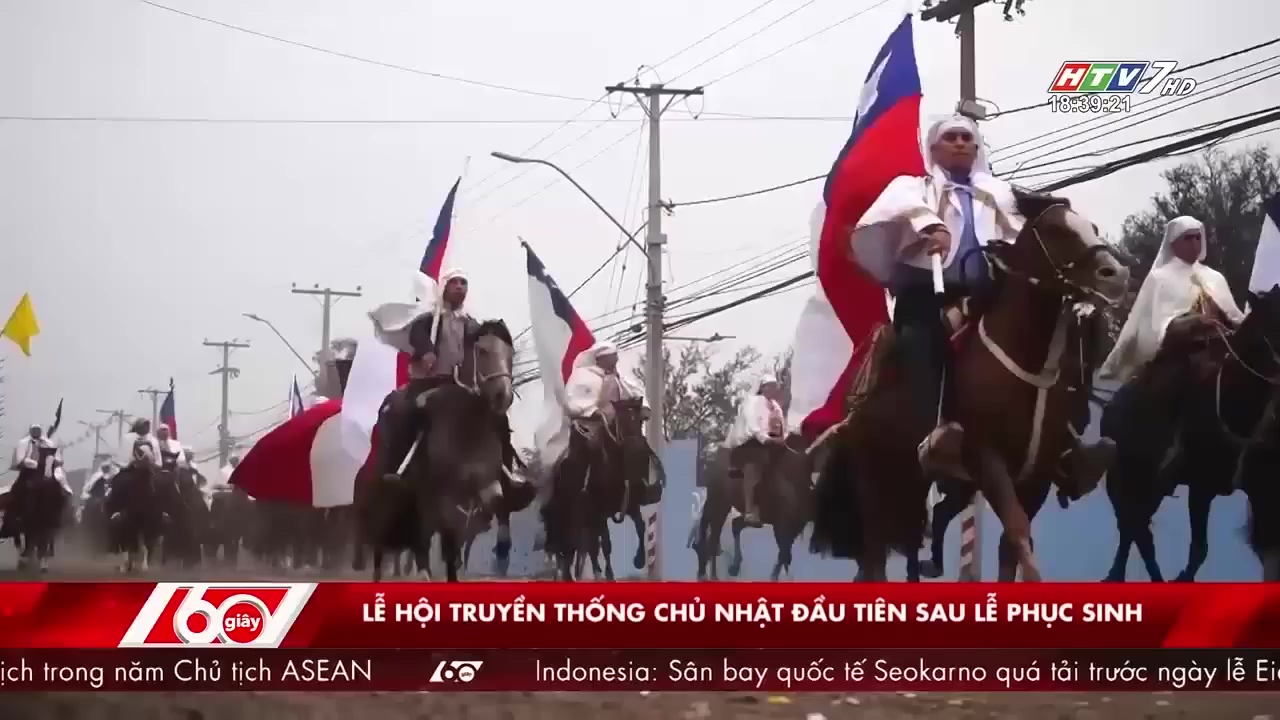 HTV7 HD
18:39:21
60 giây
LỄ HỘI TRUYỀN THỐNG CHỦ NHẬT ĐẦU TIÊN SAU LỄ PHỤC SINH
ịch trong năm Chủ tịch ASEAN 60 giây Indonesia: Sân bay quốc tế Seokarno quá tải trước ngày lễ Ei